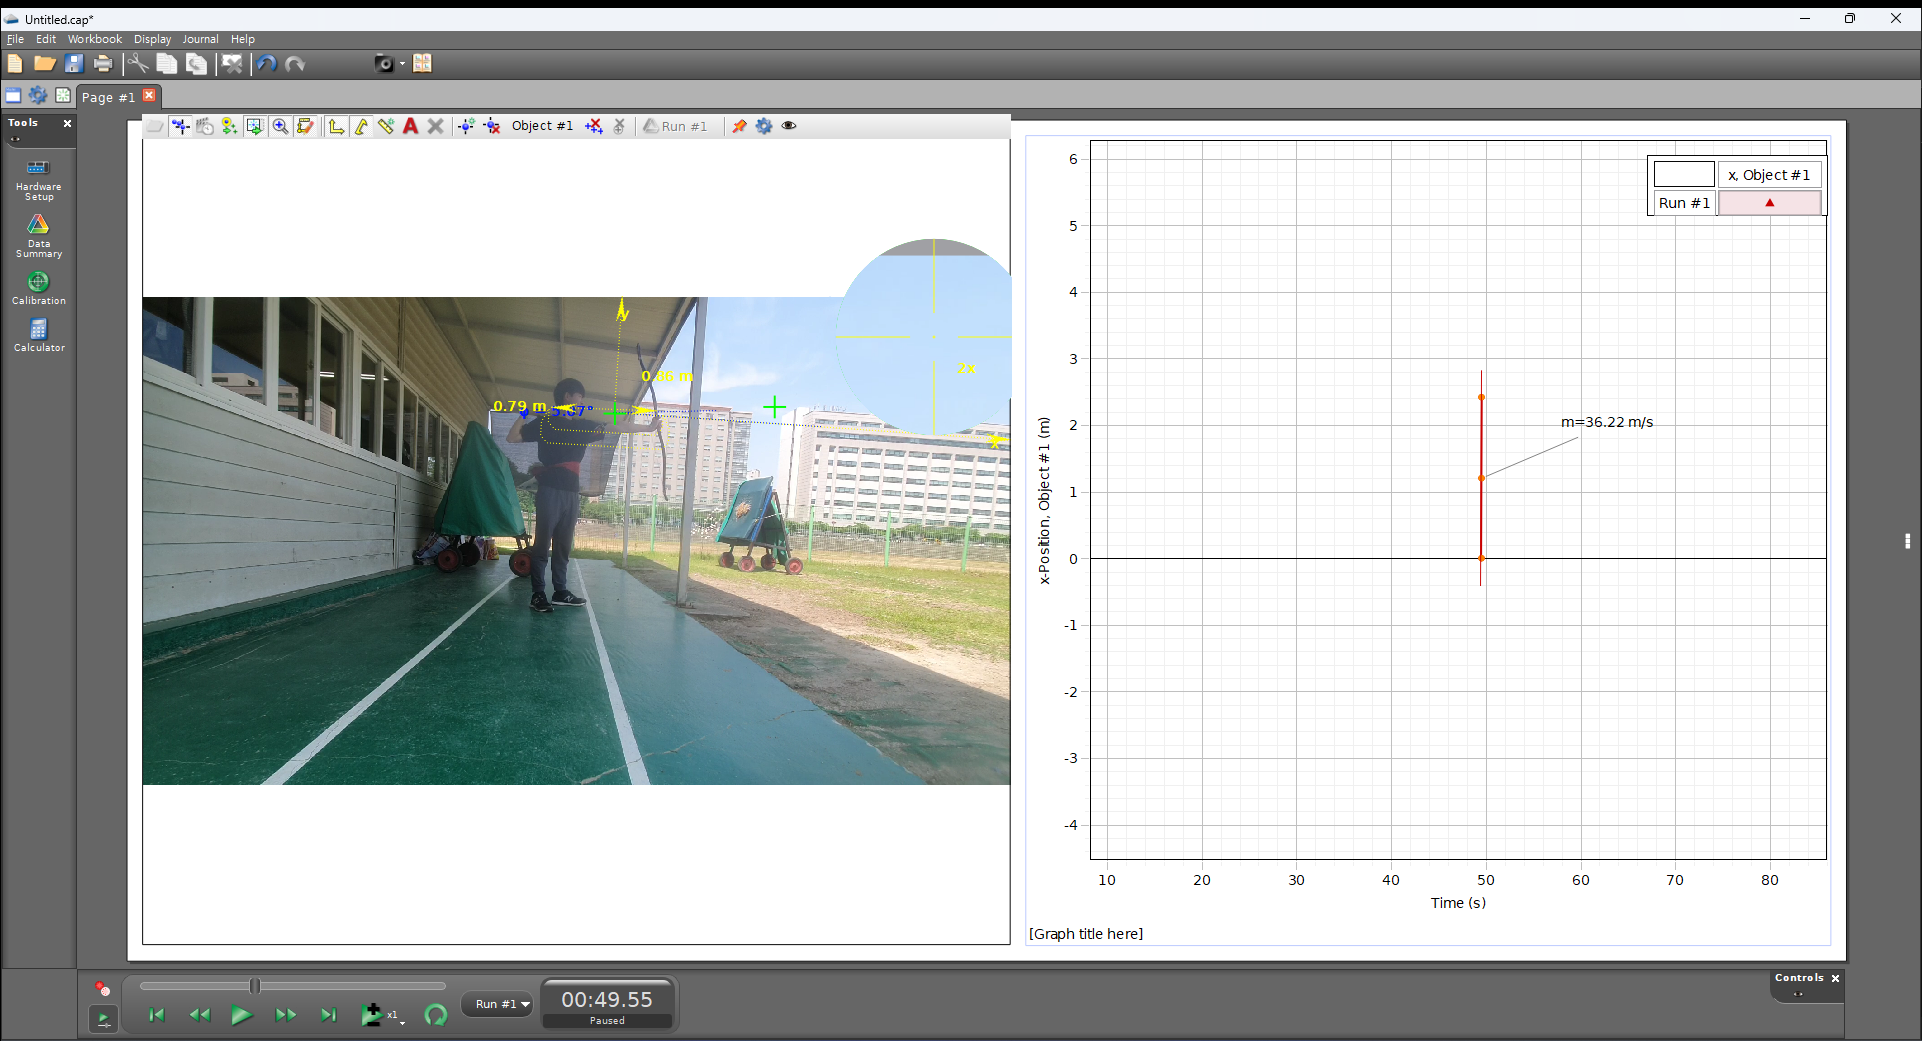 Untitled.cap*
File Edit Workbook Display Journal Help
Page #1
Tools
Hardware Setup
Data Summary
Calibration
Calculator
Object #1
Run #1
y
0.86 m
0.79 m
2x
x
6
5
4
3
2
1
0
-1
-2
-3
-4
x-Position, Object #1 (m)
x, Object #1
Run #1
m=36.22 m/s
10 20 30 40 50 60 70 80
Time (s)
[Graph title here]
x1
Run #1
00:49.55
Paused
Controls